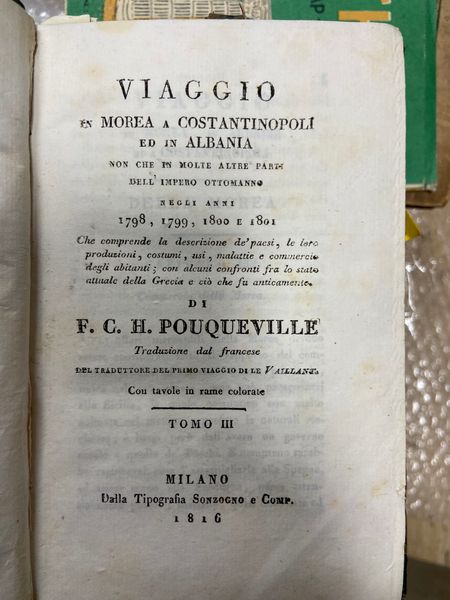 VIAGGIO
IN MOREA A COSTANTINOPOLI
ED IN ALBANIA
NON CHE IN MOLTE ALTRE PARTI
DELL'IMPERO OTTOMANNO
NEGLI ANNI
1798, 1799, 1800 E 1801
Che comprende la descrizione de' paesi, le loro
produzioni, costumi, usi, malattie e commercio
degli abitanti; con alcuni confronti fra lo stato
attuale della Grecia e ciò che fu anticamente.
DI
F. C. H. POUQUEVILLE
Traduzione dal francese
DEL TRADUTTORE DEL PRIMO VIAGGIO DI LE VAILLANT.
Con tavole in rame colorate
TOMO III
MILANO
Dalla Tipografia SONZOGNO e COMP.
1816